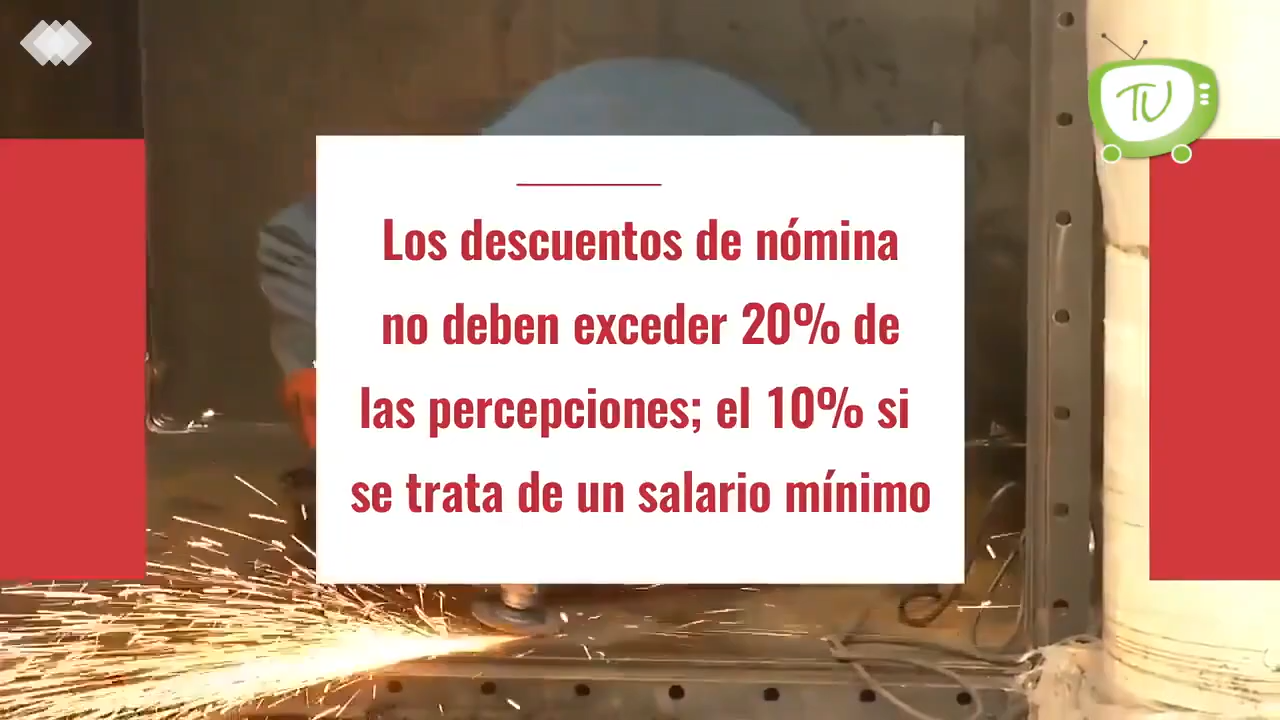 TU
Los descuentos de nómina
no deben exceder 20% de
las percepciones; el 10% si
se trata de un salario mínimo